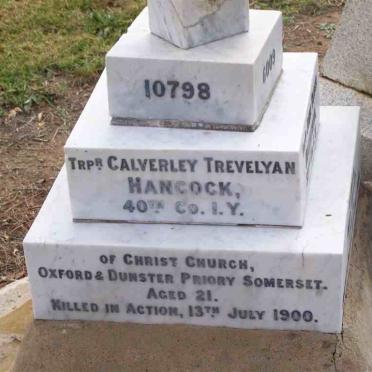 10798
TRPR CALVERLEY TREVELYAN
HANCOCK,
40TH CO. I.Y.
OF CHRIST CHURCH,
OXFORD & DUNSTER PRIORY SOMERSET.
AGED 21.
KILLED IN ACTION, 13TH JULY 1900.